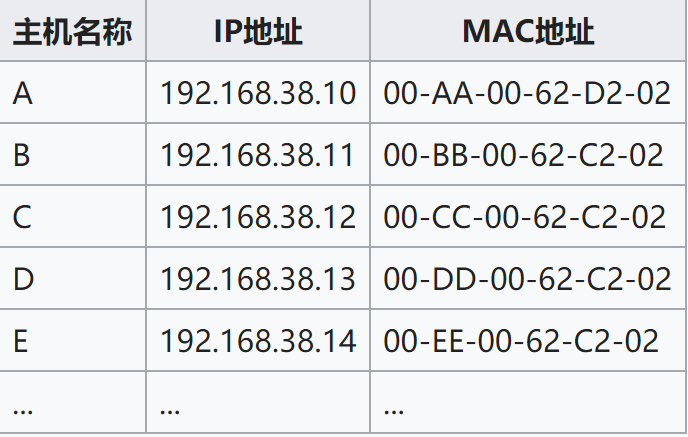 主机名称 IP地址 MAC地址
A 192.168.38.10 00-AA-00-62-D2-02
B 192.168.38.11 00-BB-00-62-C2-02
C 192.168.38.12 00-CC-00-62-C2-02
D 192.168.38.13 00-DD-00-62-C2-02
E 192.168.38.14 00-EE-00-62-C2-02
... ... ...